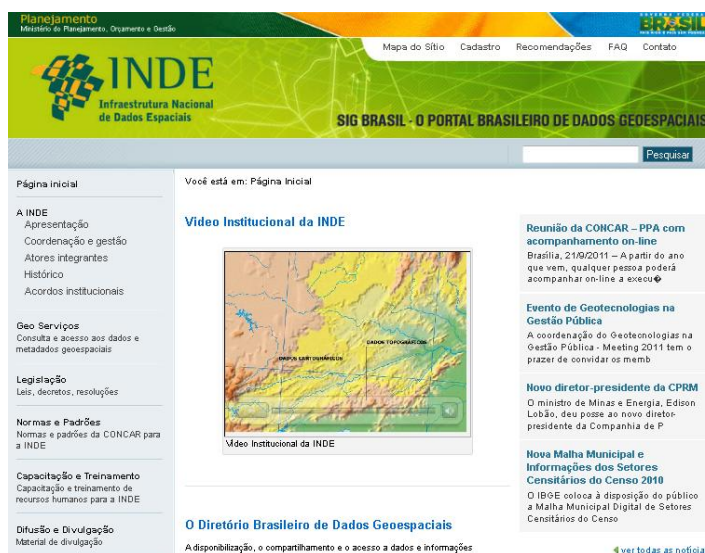 Planejamento
Ministério do Planejamento, Orçamento e Gestão
BRASIL
Mapa do Sítio Cadastro Recomendações FAQ Contato
INDE
Infraestrutura Nacional
de Dados Espaciais
SIG BRASIL - O PORTAL BRASILEIRO DE DADOS GEOESPACIAIS
Pesquisar
Página inicial
A INDE
Apresentação
Coordenação e gestão
Atores integrantes
Histórico
Acordos institucionais
Geo Serviços
Consulta e acesso aos dados e
metadados geoespaciais
Legislação
Leis, decretos, resoluções
Normas e Padrões
Normas e padrões da CONCAR para
a INDE
Capacitação e Treinamento
Capacitação e treinamento de
recursos humanos para a INDE
Difusão e Divulgação
Material de divulgação
Você está em: Página Inicial
Video Institucional da INDE
DADOS TOPOGRÁFICOS
DADOS CARTOGRÁFICOS
Video Institucional da INDE
O Diretório Brasileiro de Dados Geoespaciais
A disponibilização, o compartilhamento e o acesso a dados e informações
Reunião da CONCAR – PPA com
acompanhamento on-line
Brasília, 21/9/2011 – A partir do ano
que vem, qualquer pessoa poderá
acompanhar on-line a execu�
Evento de Geotecnologias na
Gestão Pública
A coordenação do Geotecnologias na
Gestão Pública - Meeting 2011 tem o
prazer de convidar os memb
Novo diretor-presidente da CPRM
O ministro de Minas e Energia, Edison
Lobão, deu posse ao novo diretor-
presidente da Companhia de P
Nova Malha Municipal e
Informações dos Setores
Censitários do Censo 2010
O IBGE coloca à disposição do público
a Malha Municipal Digital de Setores
Censitários do Censo
ver todas as notícia